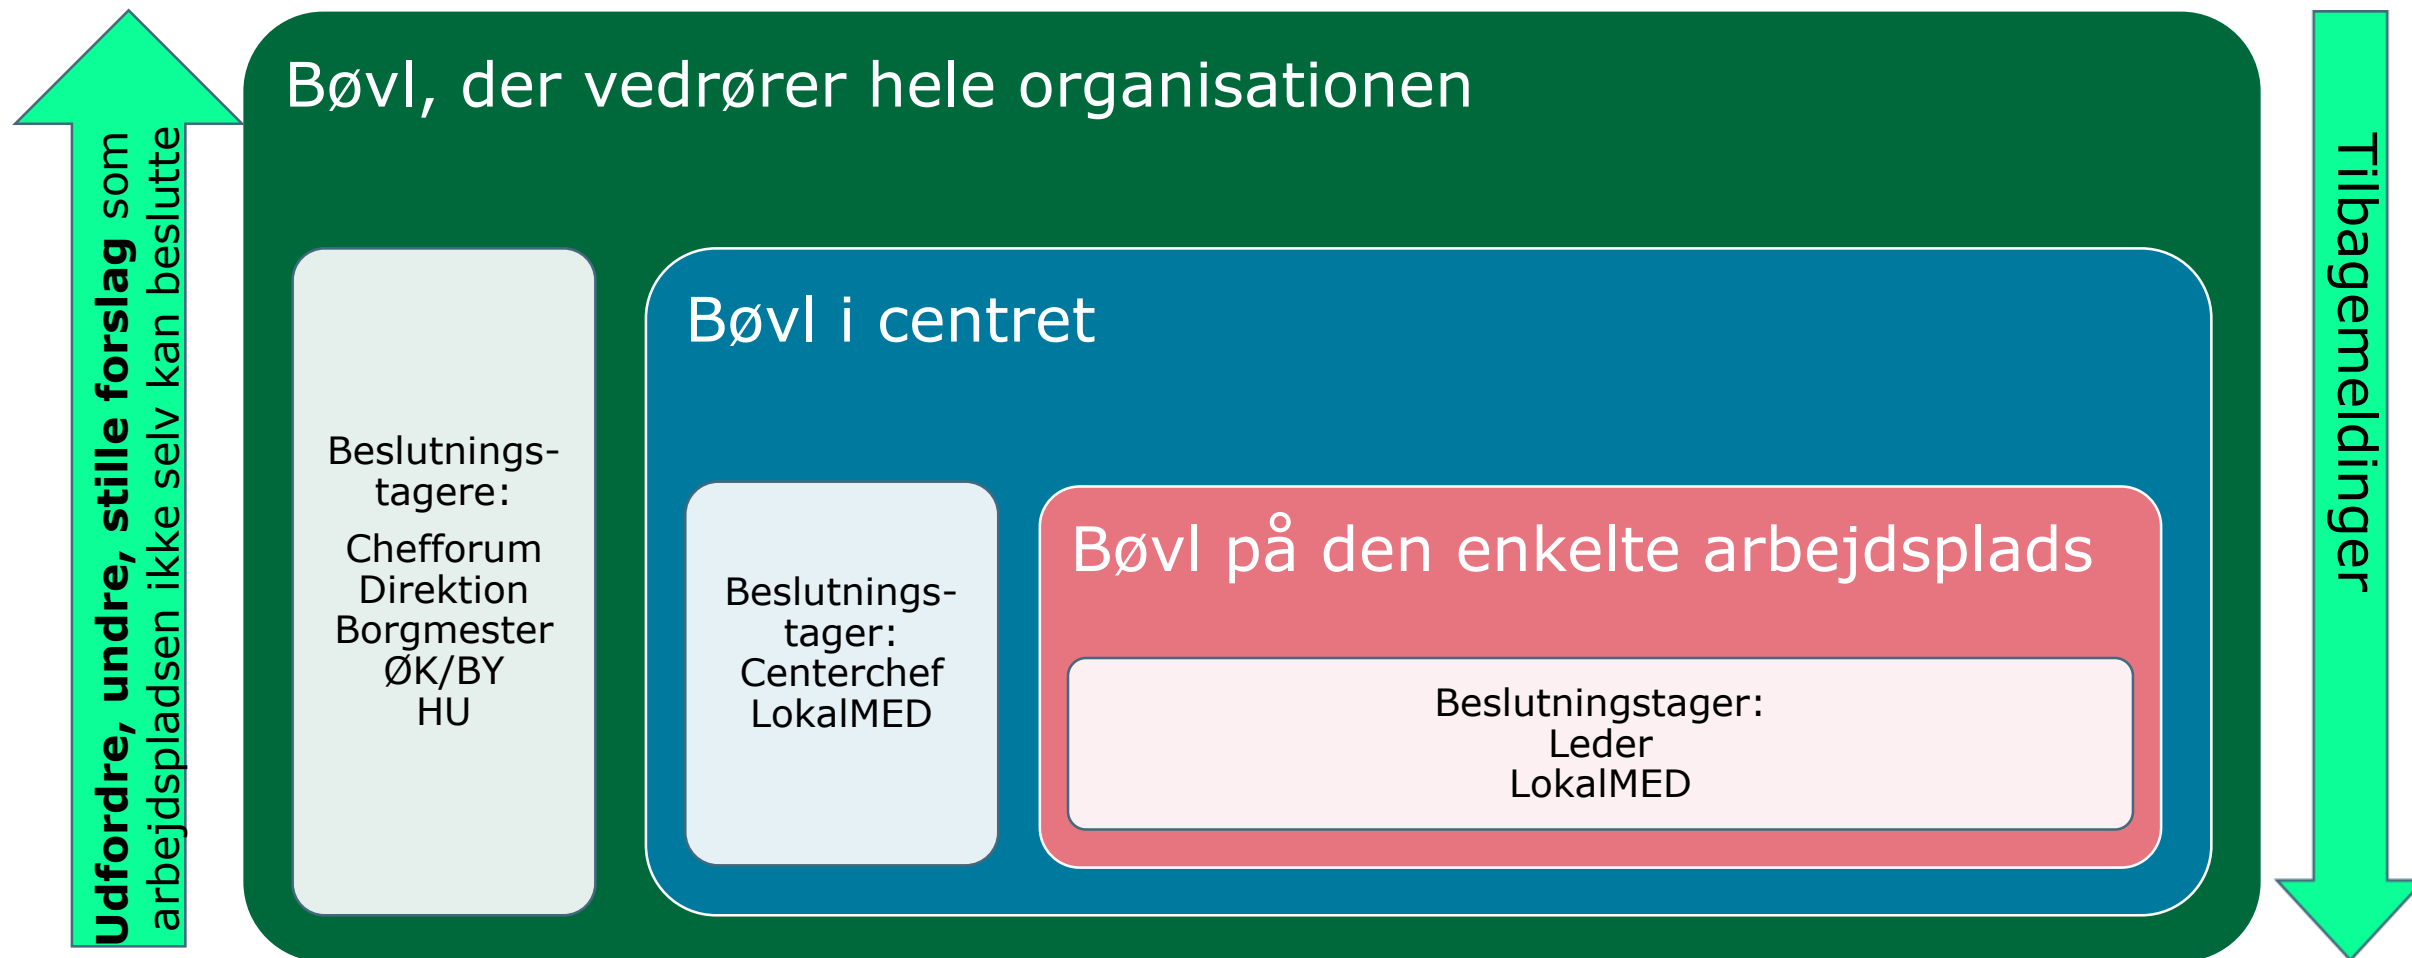 Udfordre, undre, stille forslag som
arbejdspladsen ikke selv kan beslutte
Bøvl, der vedrører hele organisationen
Beslutnings-
tagere:
Chefforum
Direktion
Borgmester
ØK/BY
HU
Bøvl i centret
Beslutnings-
tager:
Centerchef
LokalMED
Bøvl på den enkelte arbejdsplads
Beslutningstager:
Leder
LokalMED
Tilbagemeldinger